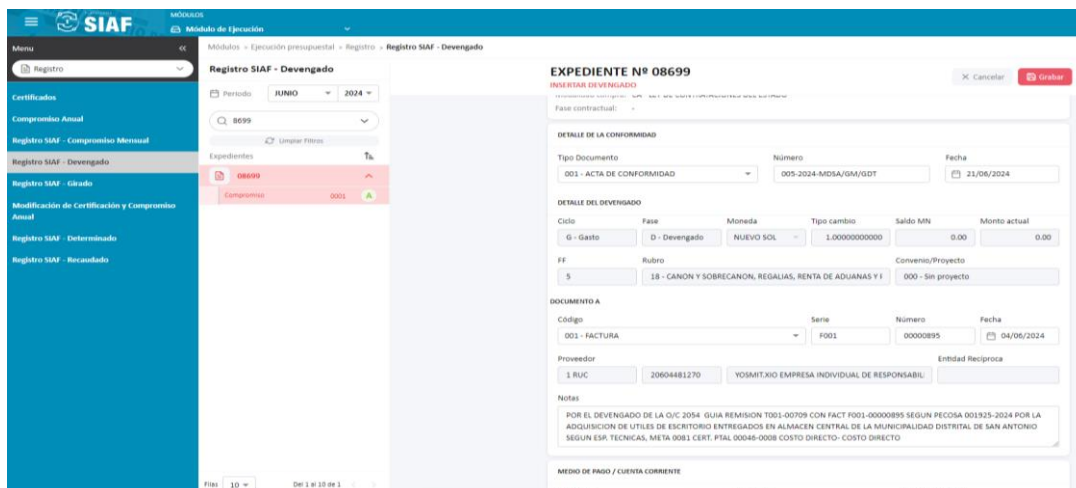 SIAF
MÓDULOS
Módulo de Ejecución
Menu
Registro
Certificados
Compromiso Anual
Registro SIAF - Compromiso Mensual
Registro SIAF - Devengado
Registro SIAF - Girado
Modificación de Certificación y Compromiso
Anual
Registro SIAF - Determinado
Registro SIAF - Recaudado
Módulos » Ejecución presupuestal » Registro » Registro SIAF - Devengado
Registro SIAF - Devengado
Periodo JUNIO 2024
8699
Limpiar Filtros
Expedientes
08699
Compromiso 0001 A
Filas 10 Del 1 al 10 de 1
EXPEDIENTE Nº 08699
INSERTAR DEVENGADO
Cancelar Grabar
Fase contractual: -
DETALLE DE LA CONFORMIDAD
Tipo Documento Número Fecha
001 - ACTA DE CONFORMIDAD 005-2024-MDSA/GM/GDT 21/06/2024
DETALLE DEL DEVENGADO
Ciclo Fase Moneda Tipo cambio Saldo MN Monto actual
G - Gasto D - Devengado NUEVO SOL 1.00000000000 0.00 0.00
FF Rubro Convenio/Proyecto
5 18 - CANON Y SOBRECANON, REGALIAS, RENTA DE ADUANAS Y 000 - Sin proyecto
DOCUMENTO A
Código Serie Número Fecha
001 - FACTURA F001 00000895 04/06/2024
Proveedor Entidad Recíproca
1 RUC 20604481270 YOSMIT.XIO EMPRESA INDIVIDUAL DE RESPONSABIL
Notas
POR EL DEVENGADO DE LA O/C 2054 GUIA REMISION T001-00709 CON FACT F001-00000895 SEGUN PECOSA 001925-2024 POR LA
ADQUISICION DE UTILES DE ESCRITORIO ENTREGADOS EN ALMACEN CENTRAL DE LA MUNICIPALIDAD DISTRITAL DE SAN ANTONIO
SEGUN ESP. TECNICAS, META 0081 CERT. PTAL 00046-0008 COSTO DIRECTO- COSTO DIRECTO
MEDIO DE PAGO / CUENTA CORRIENTE